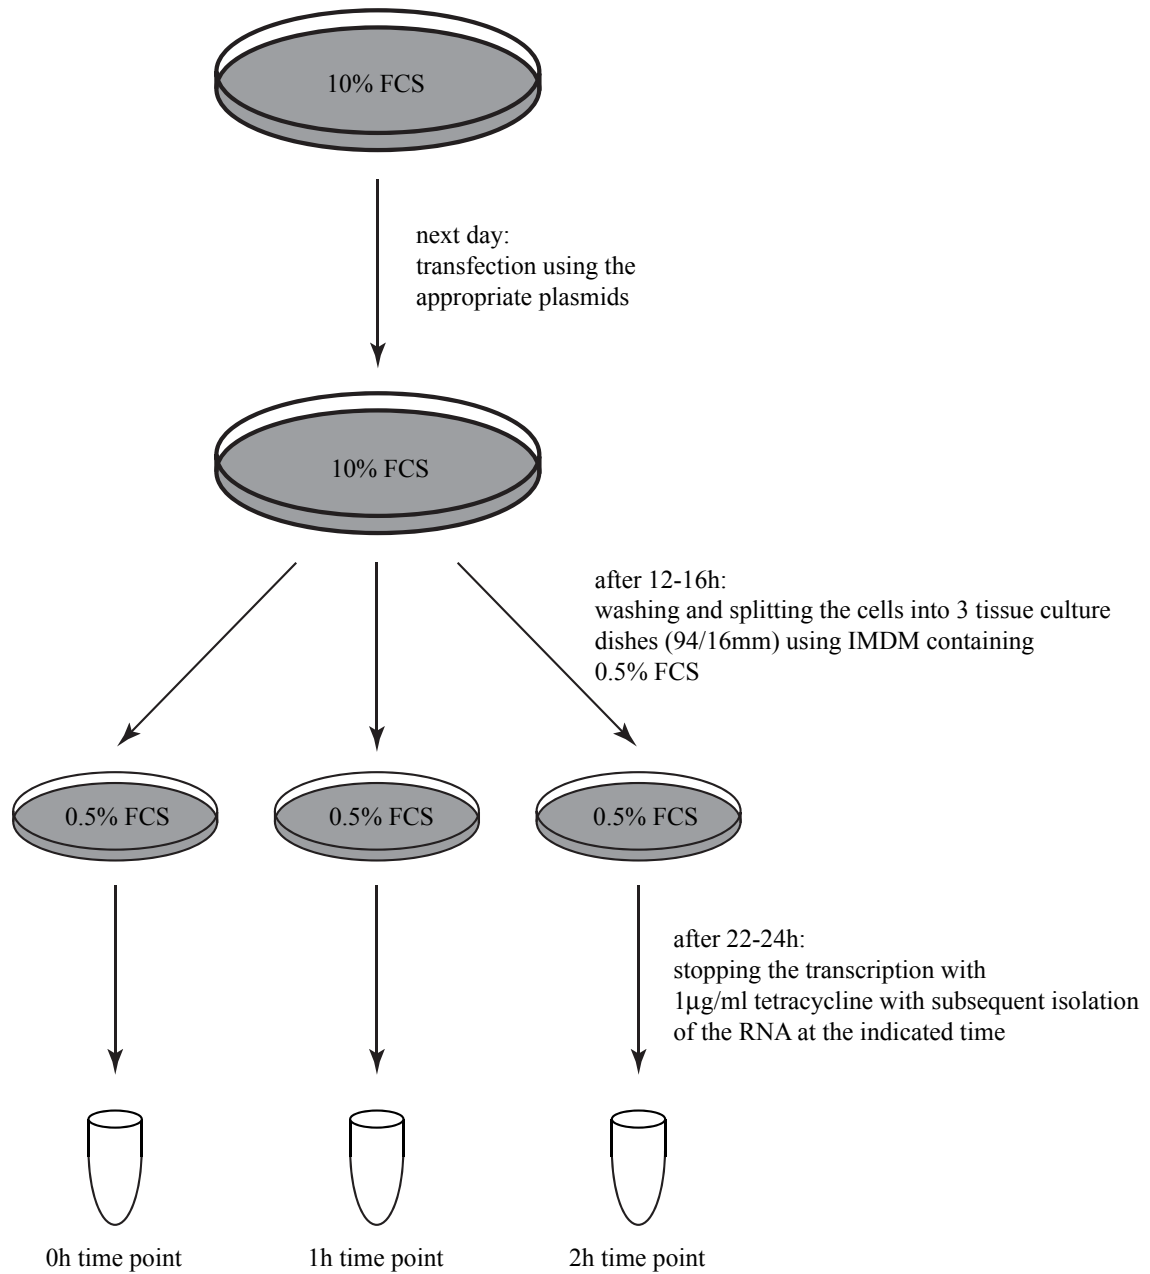 10% FCS
next day:
transfection using the
appropriate plasmids
10% FCS
after 12-16h:
washing and splitting the cells into 3 tissue culture
dishes (94/16mm) using IMDM containing
0.5% FCS
0.5% FCS
0.5% FCS
0.5% FCS
after 22-24h:
stopping the transcription with
1μg/ml tetracycline with subsequent isolation
of the RNA at the indicated time
0h time point
1h time point
2h time point